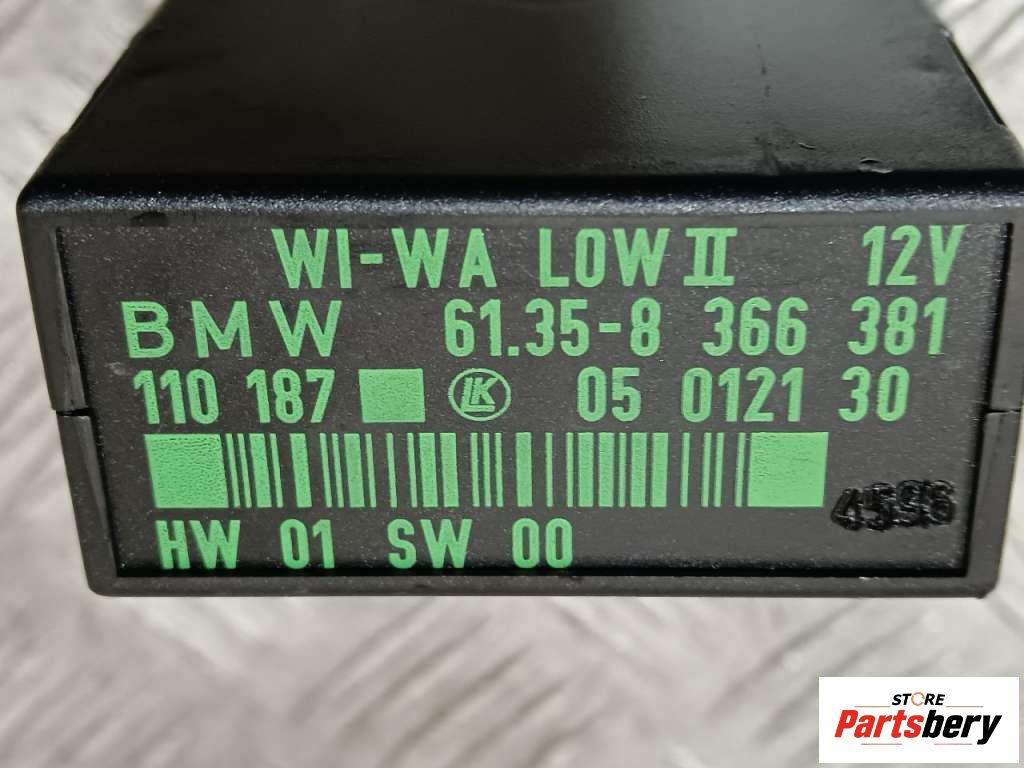 WI-WA LOW II 12V
BMW 61.35-8 366 381
110 187 LK 05 0121 30
4596
HW 01 SW 00
STORE
Partsbery